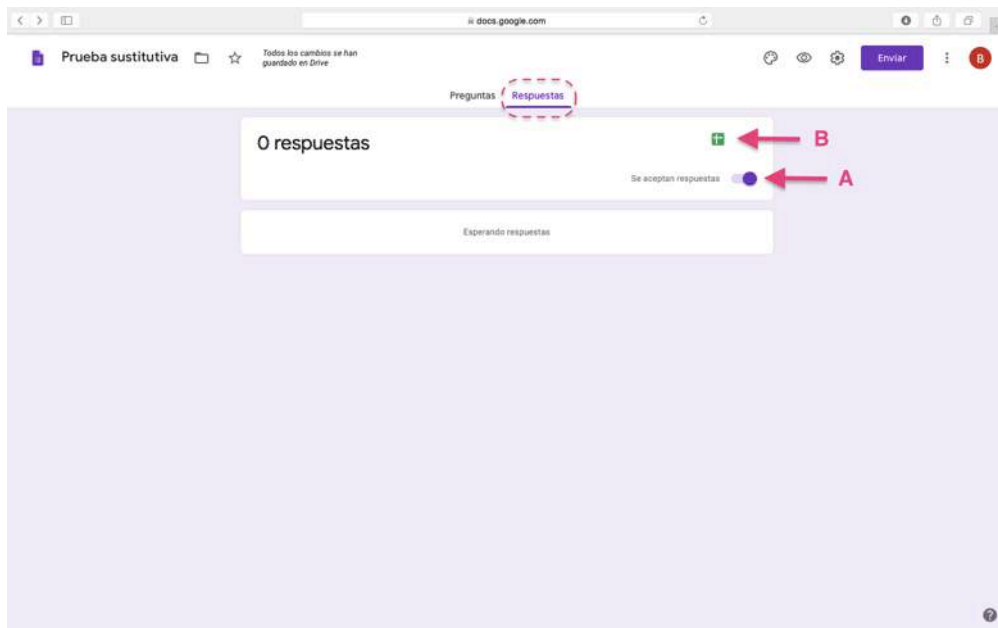 docs.google.com
Prueba sustitutiva
Todos los cambios se han
guardado en Drive
Enviar
B
Preguntas
Respuestas
0 respuestas
B
Se aceptan respuestas
A
Esperando respuestas